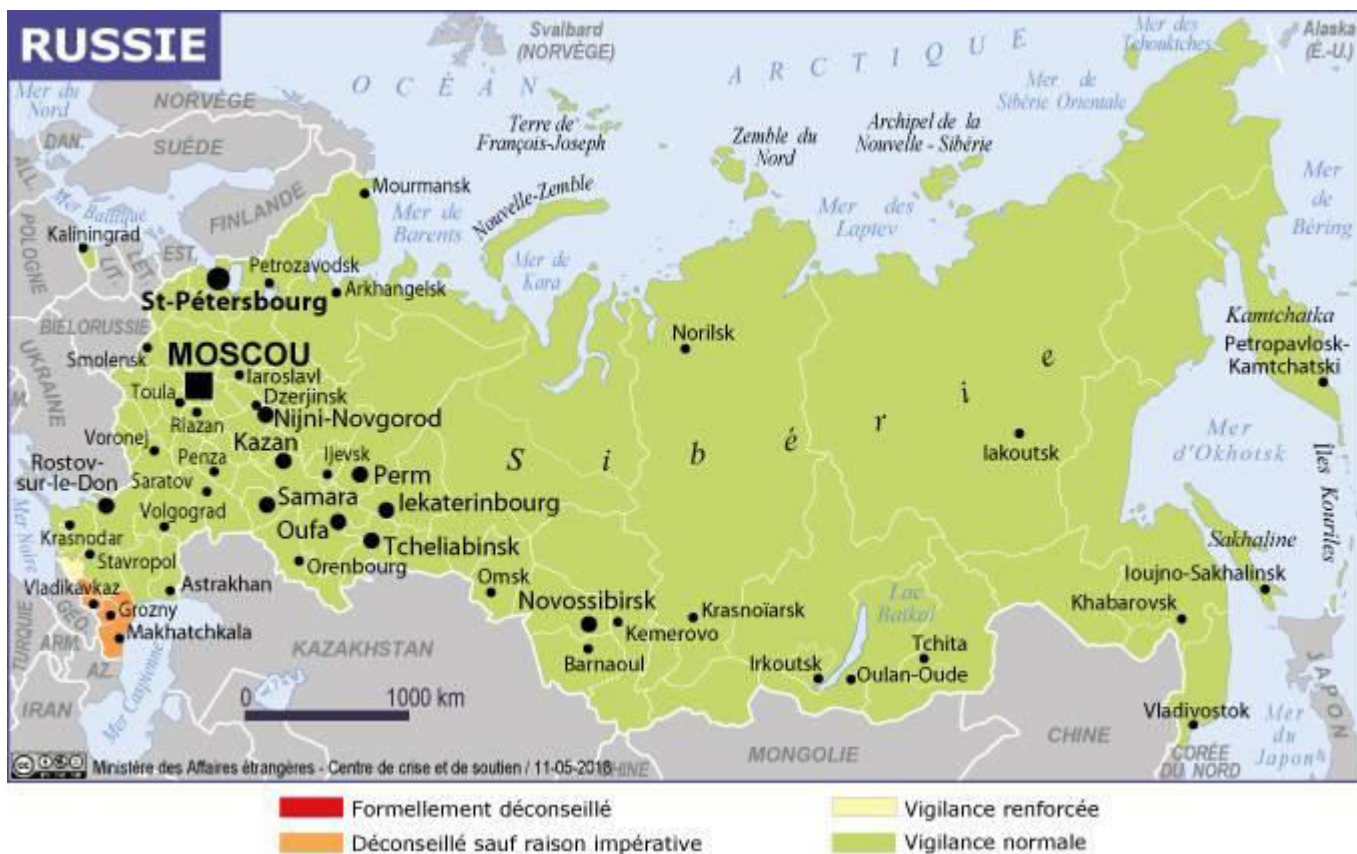 RUSSIE
Svalbard
(NORVÈGE)
Mer des
Tchouktches
Alaska
(É.-U.)
OCÉAN ARCTIQUE
Mer du
Nord
NORVÈGE
Terre de
François-Joseph
Zemble du
Nord
Archipel de la
Nouvelle - Sibérie
Mer de
Sibérie Orientale
DAN.
SUÈDE
ALL.
Mer Baltique
FINLANDE
Mourmansk
Mer de
Barents
Nouvelle-Zemble
Mer des
Laptev
Mer
de
Béring
POLOGNE
Kaliningrad
LIT.
LET.
EST.
Petrozavodsk
Mer de
Kara
St-Pétersbourg
Arkhangelsk
BIELORUSSIE
UKRAINE
Smolensk
MOSCOU
Norilsk
Kamtchatka
Petropavlosk-
Kamtchatski
M.
Toula
Iaroslavl
Dzerjinsk
Riazan
Nijni-Novgorod
Sibérie
Voronej
Kazan
Penza
Ijevsk
Perm
Iakoutsk
Mer
d'Okhotsk
Îles Kouriles
Rostov-
sur-le-Don
Saratov
Samara
Iekaterinbourg
Volgograd
Oufa
Tcheliabinsk
Mer Noire
Krasnodar
Stavropol
Orenbourg
Sakhaline
Astrakhan
Omsk
Ioujno-Sakhalinsk
Vladikavkaz
Novossibirsk
Krasnoïarsk
Lac
Baïkal
Khabarovsk
TURQUIE
GÉO.
Grozny
Kemerovo
ARM.
Makhatchkala
KAZAKHSTAN
Barnaoul
Irkoutsk
Tchita
Oulan-Oude
AZ.
Mer Caspienne
IRAN
0 1000 km
Vladivostok
JAPON
MONGOLIE
CHINE
CORÉE
DU NORD
Mer
du
Japon
cc
Ministère des Affaires étrangères - Centre de crise et de soutien / 11-05-2018
CHINE
Formellement déconseillé
Vigilance renforcée
Déconseillé sauf raison impérative
Vigilance normale